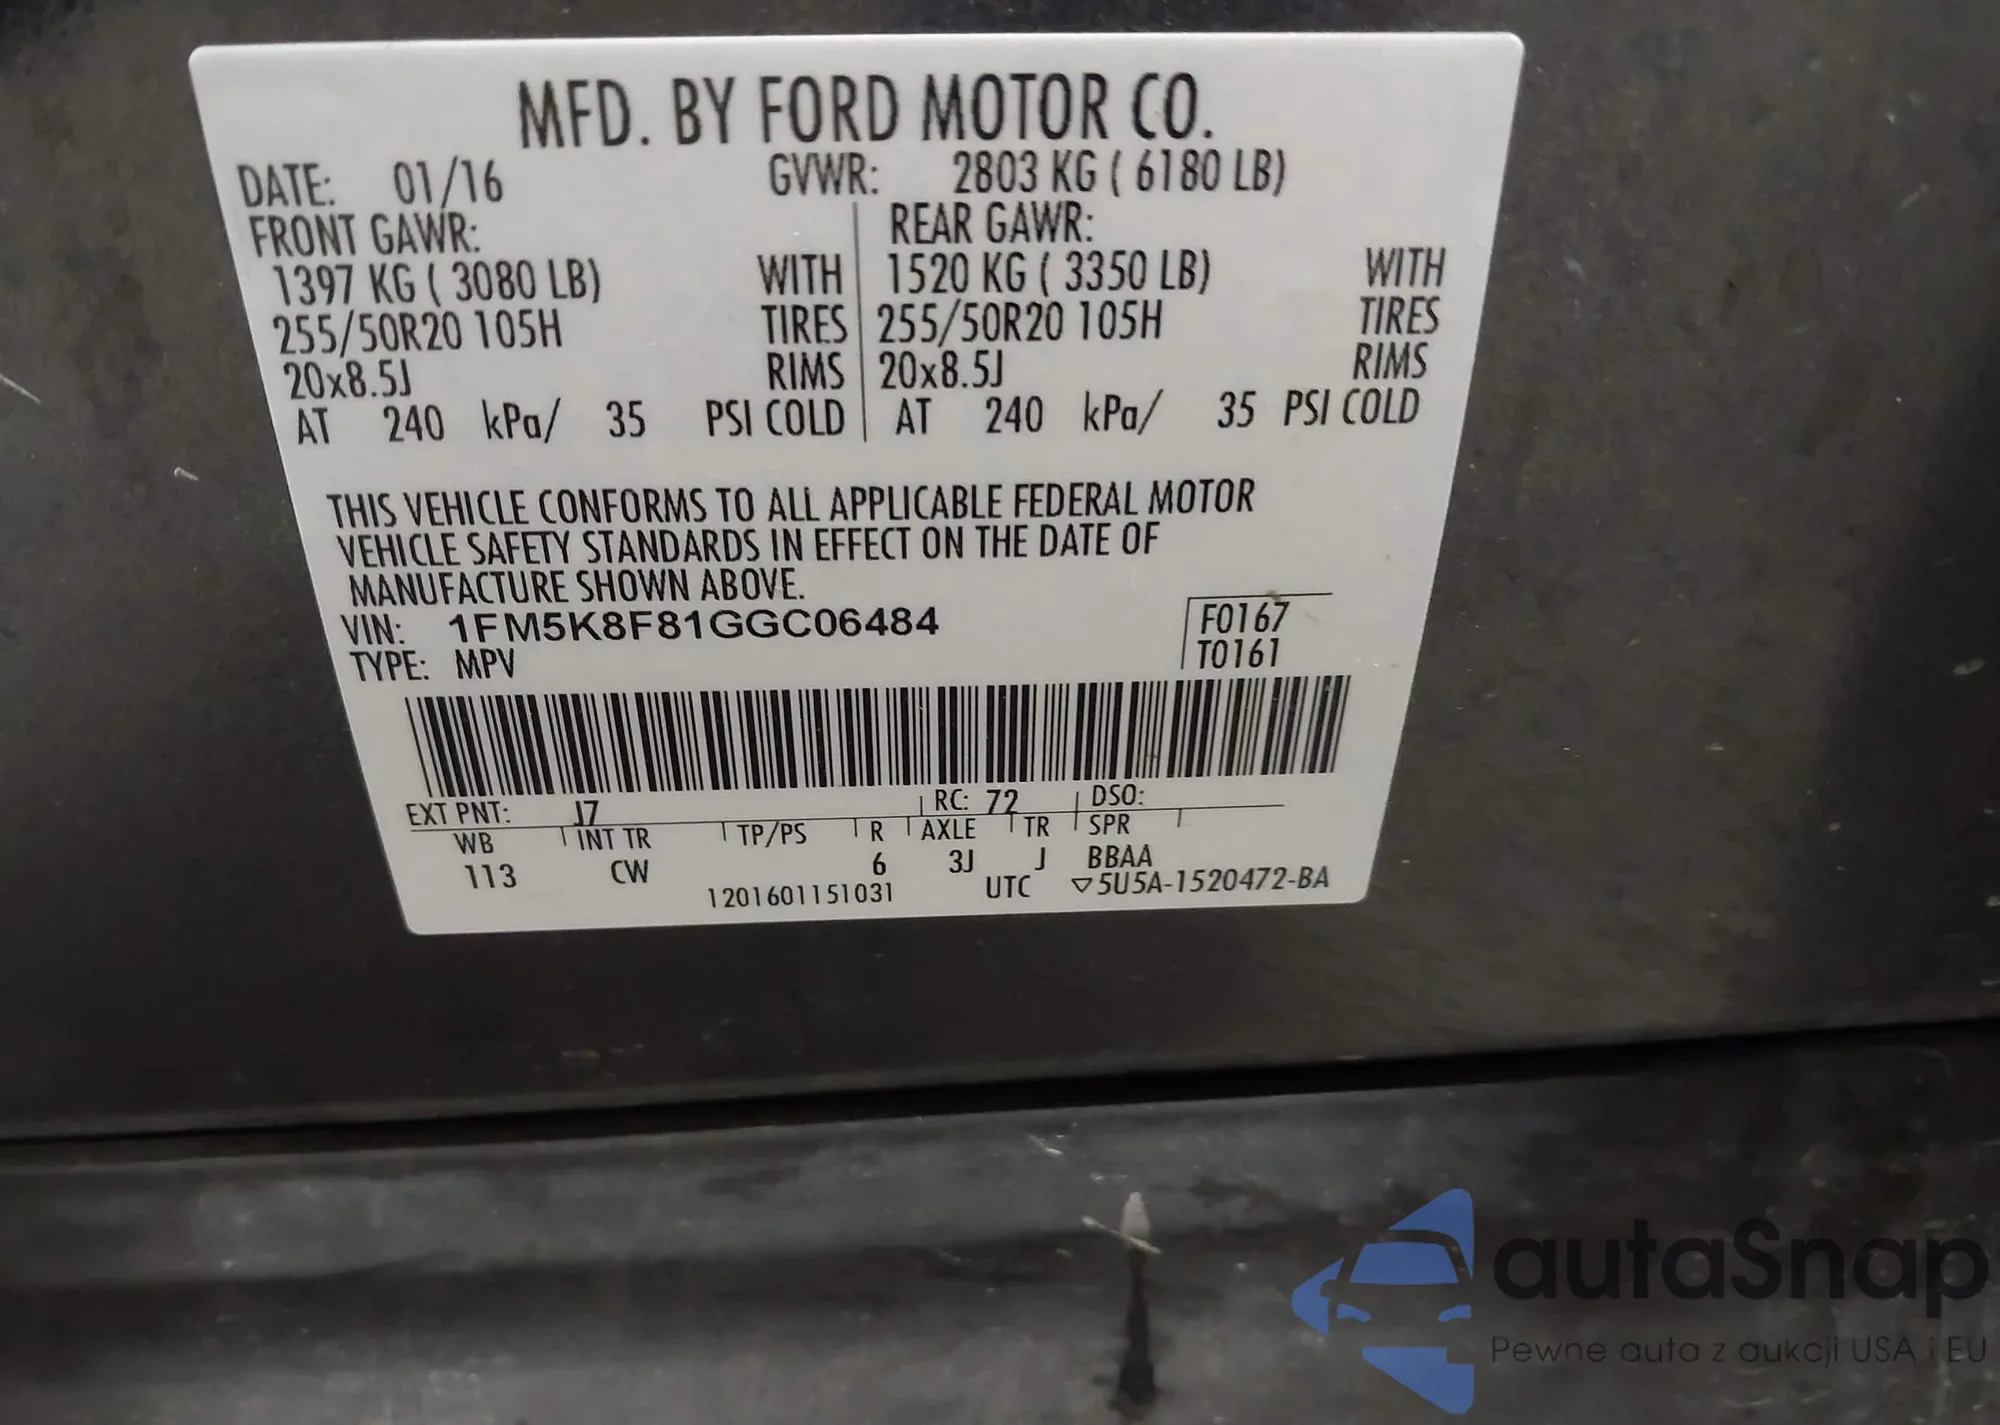 MFD. BY FORD MOTOR CO.
DATE: 01/16 GVWR: 2803 KG ( 6180 LB)
FRONT GAWR: REAR GAWR:
1397 KG ( 3080 LB) WITH 1520 KG ( 3350 LB) WITH
255/50R20 105H TIRES 255/50R20 105H TIRES
20x8.5J RIMS 20x8.5J RIMS
AT 240 kPa/ 35 PSI COLD AT 240 kPa/ 35 PSI COLD
THIS VEHICLE CONFORMS TO ALL APPLICABLE FEDERAL MOTOR
VEHICLE SAFETY STANDARDS IN EFFECT ON THE DATE OF
MANUFACTURE SHOWN ABOVE.
VIN: 1FM5K8F81GGC06484 F0167
TYPE: MPV T0161
EXT PNT: J7 RC: 72 DSO:
WB INT TR TP/PS R AXLE TR SPR
113 CW 6 3J J BBAA
1201601151031 UTC ▽5U5A-1520472-BA
autaSnap
Pewne auta z aukcji USA i EU